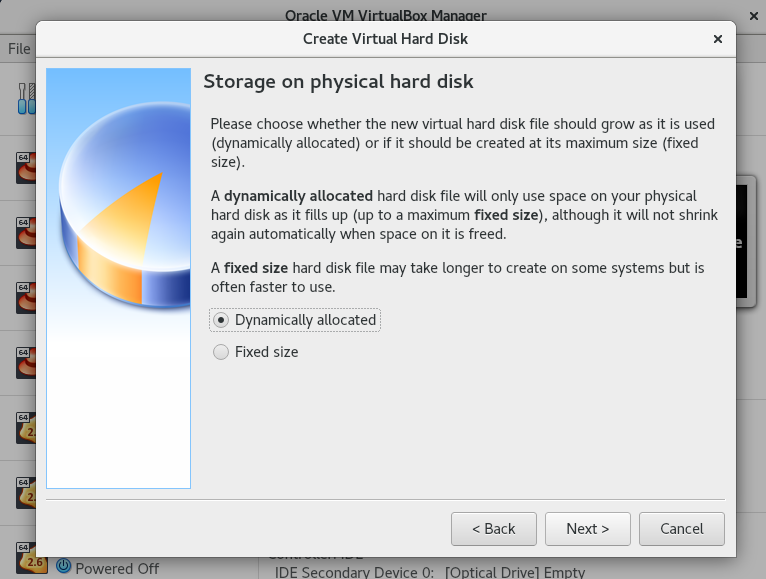 Oracle VM VirtualBox Manager
File
Create Virtual Hard Disk
Storage on physical hard disk
Please choose whether the new virtual hard disk file should grow as it is used
(dynamically allocated) or if it should be created at its maximum size (fixed
size).
A dynamically allocated hard disk file will only use space on your physical
hard disk as it fills up (up to a maximum fixed size), although it will not shrink
again automatically when space on it is freed.
A fixed size hard disk file may take longer to create on some systems but is
often faster to use.
Dynamically allocated
Fixed size
< Back
Next >
Cancel
64
64
64
64
64
2.
64
2.
64
2.6
e
Powered Off
Controller: IDE
IDE Secondary Device 0: [Optical Drive] Empty